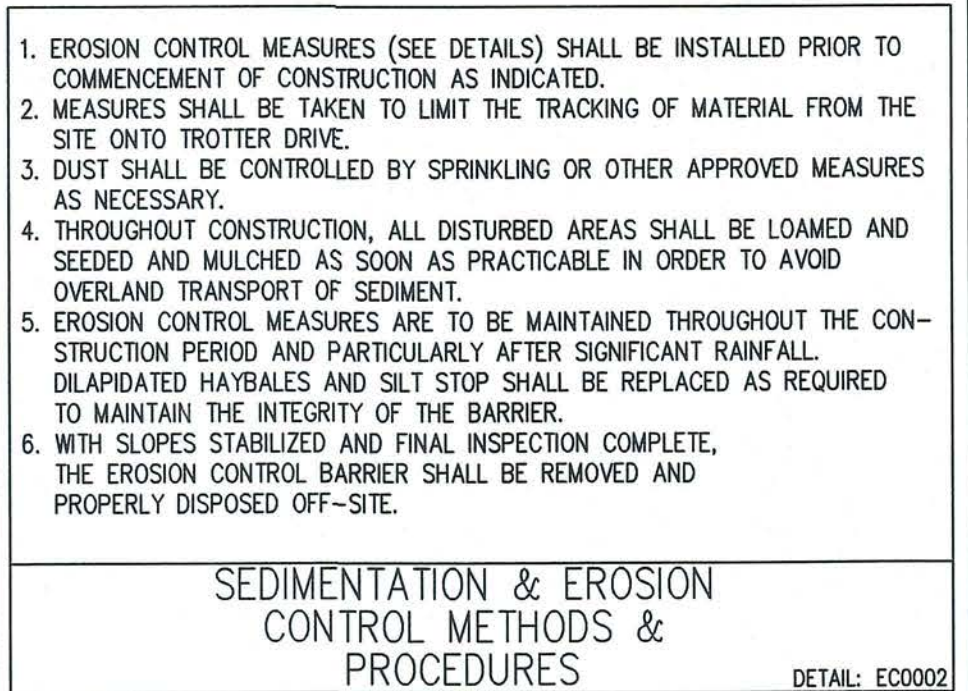 1. EROSION CONTROL MEASURES (SEE DETAILS) SHALL BE INSTALLED PRIOR TO
COMMENCEMENT OF CONSTRUCTION AS INDICATED.
2. MEASURES SHALL BE TAKEN TO LIMIT THE TRACKING OF MATERIAL FROM THE
SITE ONTO TROTTER DRIVE.
3. DUST SHALL BE CONTROLLED BY SPRINKLING OR OTHER APPROVED MEASURES
AS NECESSARY.
4. THROUGHOUT CONSTRUCTION, ALL DISTURBED AREAS SHALL BE LOAMED AND
SEEDED AND MULCHED AS SOON AS PRACTICABLE IN ORDER TO AVOID
OVERLAND TRANSPORT OF SEDIMENT.
5. EROSION CONTROL MEASURES ARE TO BE MAINTAINED THROUGHOUT THE CON-
STRUCTION PERIOD AND PARTICULARLY AFTER SIGNIFICANT RAINFALL.
DILAPIDATED HAYBALES AND SILT STOP SHALL BE REPLACED AS REQUIRED
TO MAINTAIN THE INTEGRITY OF THE BARRIER.
6. WITH SLOPES STABILIZED AND FINAL INSPECTION COMPLETE,
THE EROSION CONTROL BARRIER SHALL BE REMOVED AND
PROPERLY DISPOSED OFF-SITE.
SEDIMENTATION & EROSION
CONTROL METHODS &
PROCEDURES
DETAIL: EC0002